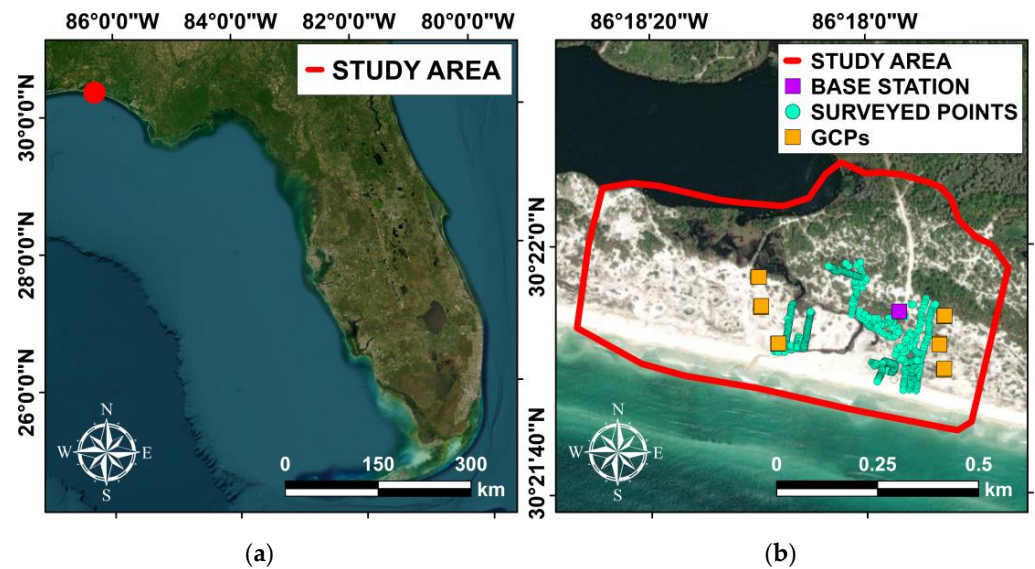 86°0'0"W 84°0'0"W 82°0'0"W 80°0'0"W
STUDY AREA
30°0'0"N
28°0'0"N
26°0'0"N
N
W E
S
0 150 300
km
(a)
86°18'20"W 86°18'0"W
STUDY AREA
BASE STATION
SURVEYED POINTS
GCPs
30°22'0"N
30°21'40"N
N
W E
S
0 0.25 0.5
km
(b)